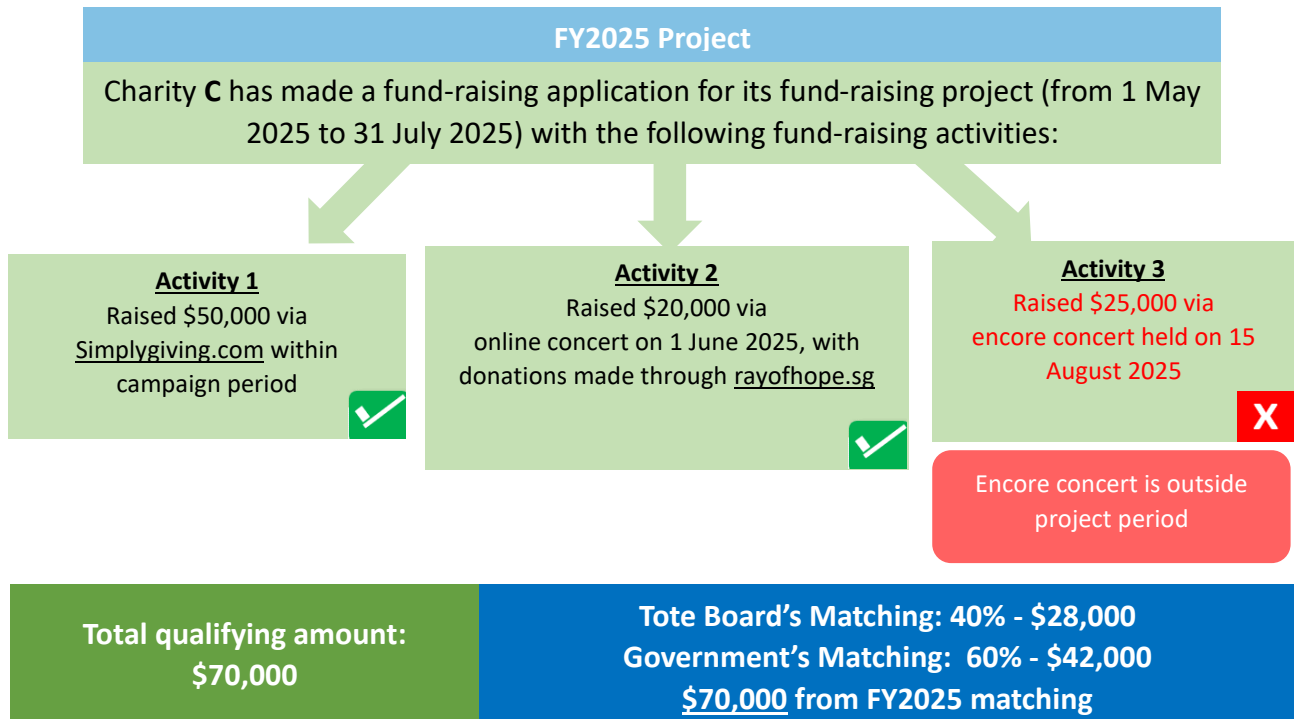 FY2025 Project
Charity C has made a fund-raising application for its fund-raising project (from 1 May
2025 to 31 July 2025) with the following fund-raising activities:
Activity 1
Raised $50,000 via
Simplygiving.com within
campaign period
Activity 2
Raised $20,000 via
online concert on 1 June 2025, with
donations made through rayofhope.sg
Activity 3
Raised $25,000 via
encore concert held on 15
August 2025
X
Encore concert is outside
project period
Total qualifying amount:
$70,000
Tote Board’s Matching: 40% - $28,000
Government’s Matching:  60% - $42,000
$70,000 from FY2025 matching